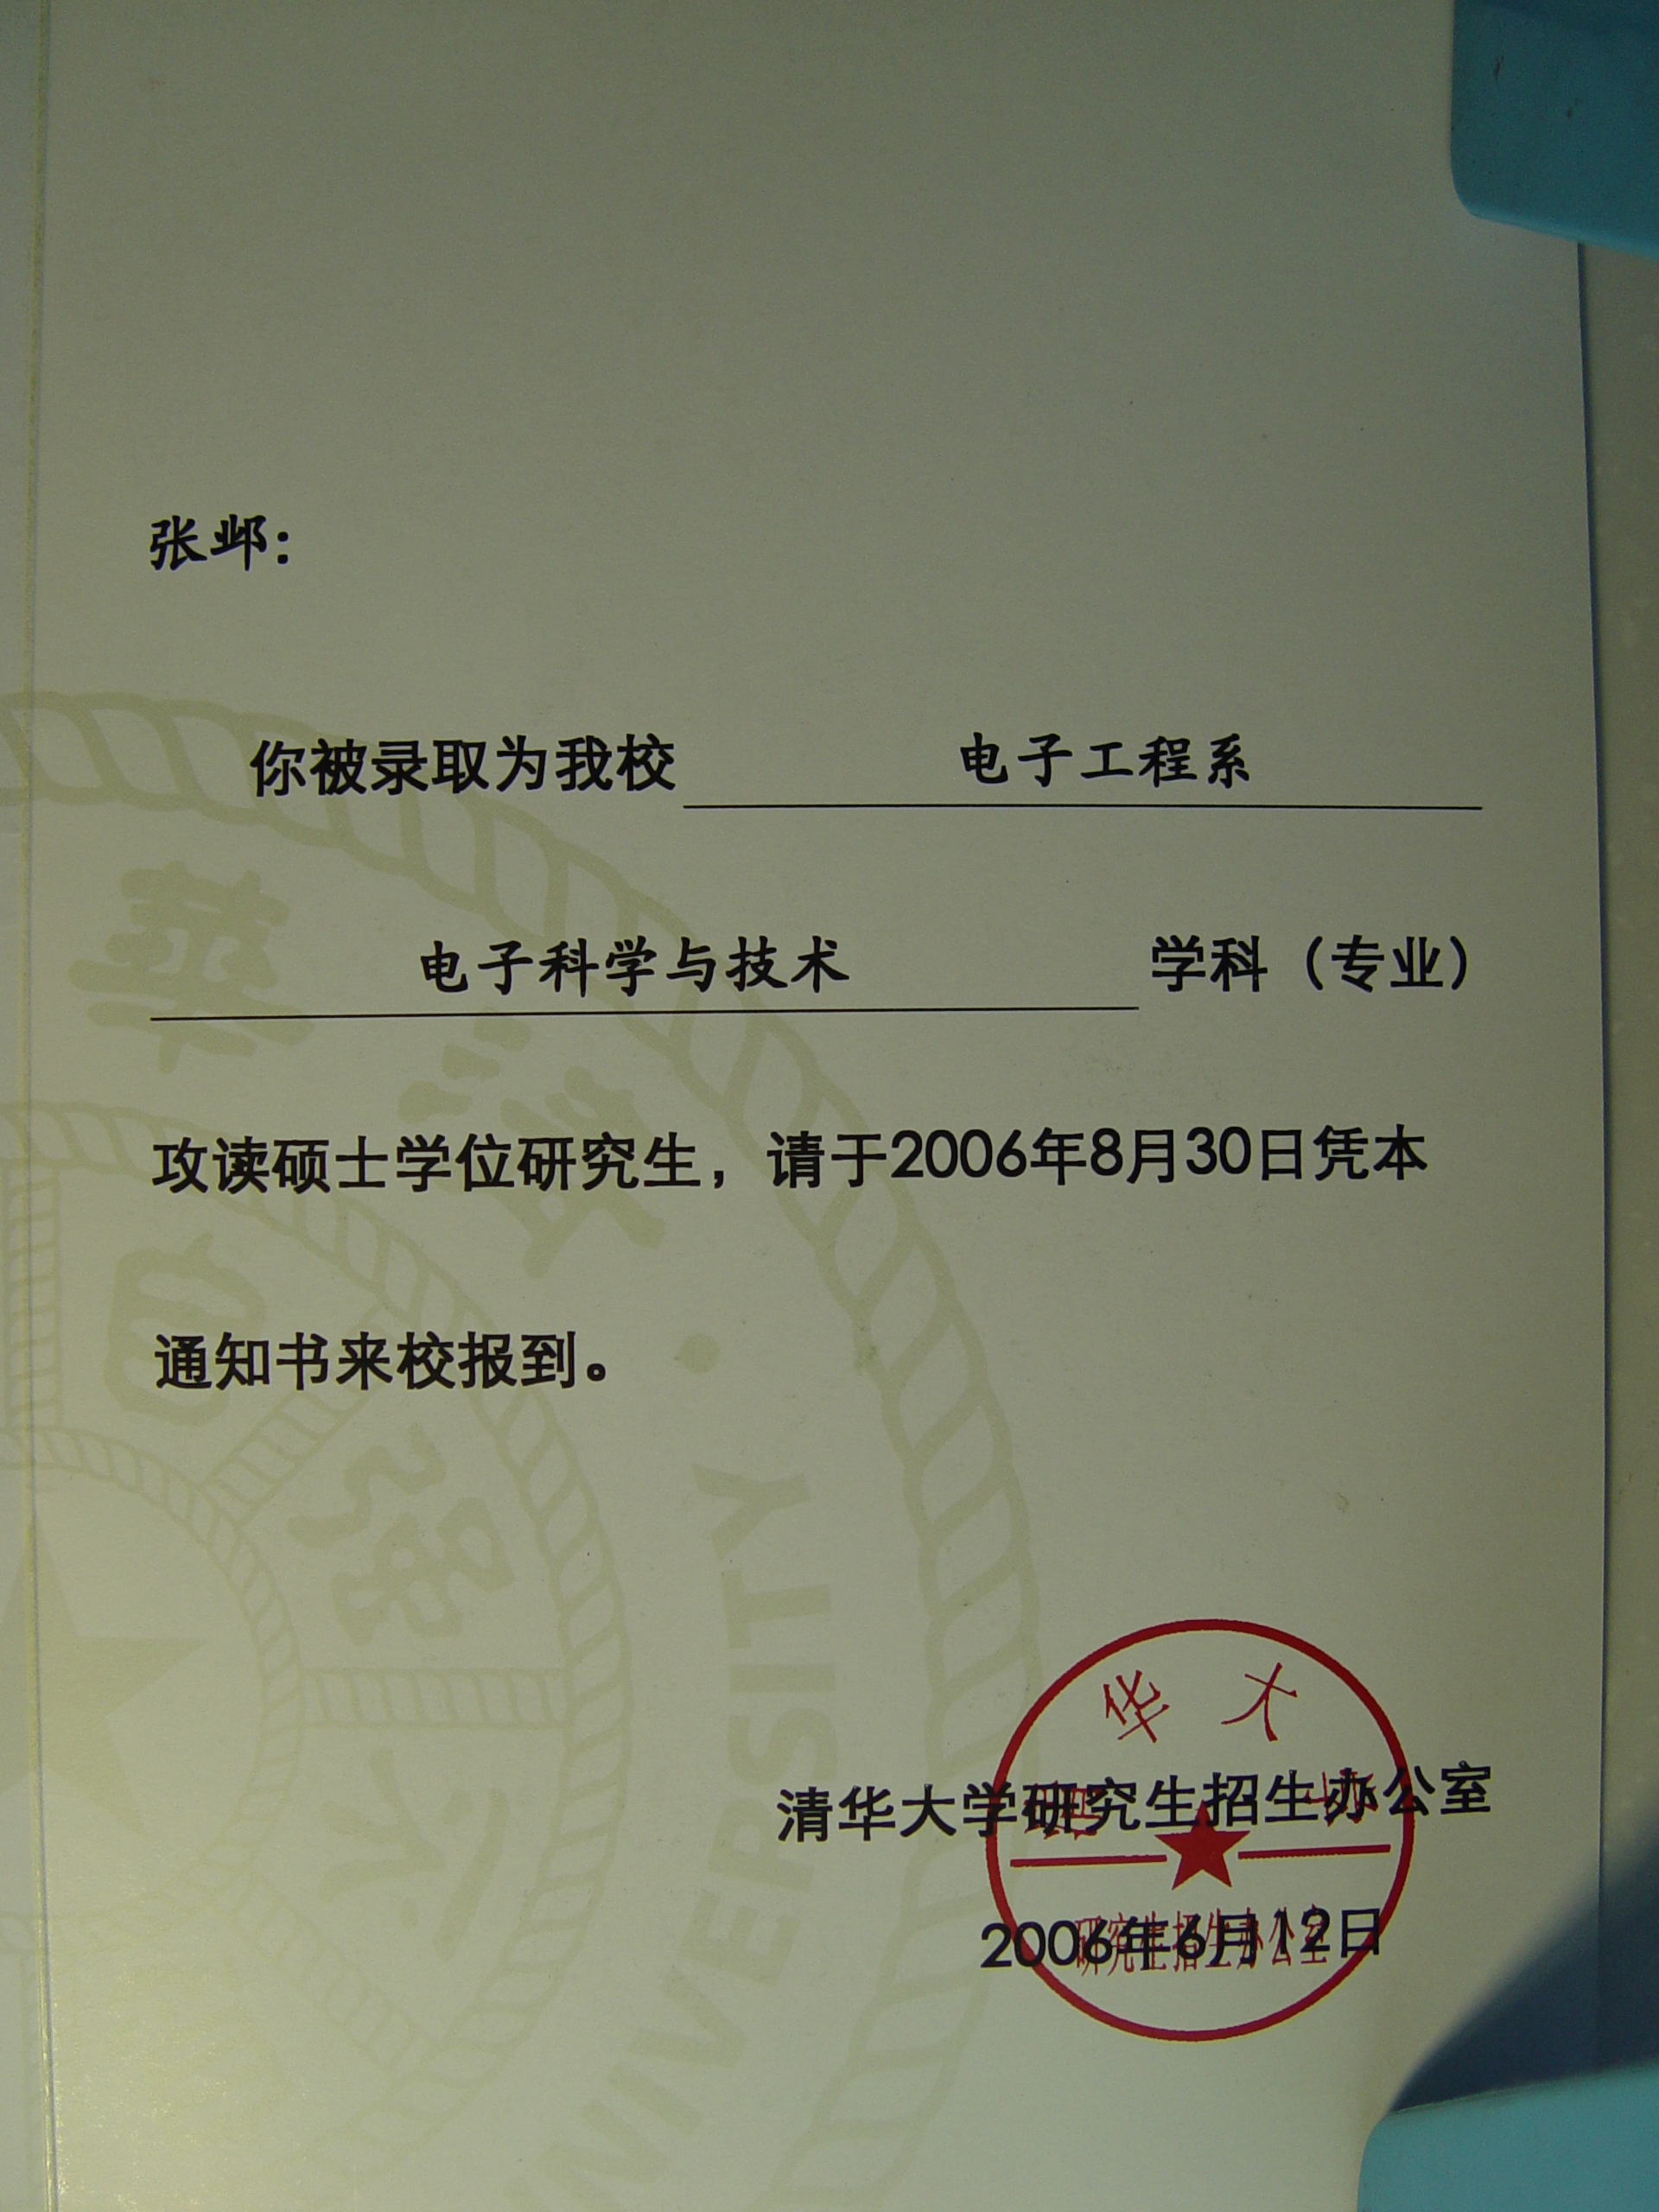 张邺:
你被录取为我校 电子工程系
电子科学与技术 学科（专业）
攻读硕士学位研究生，请于2006年8月30日凭本
通知书来校报到。
清华大学研究生招生办公室
2006年6月12日
华大
研究生招生办公室
華
自强
UNIVERSITY